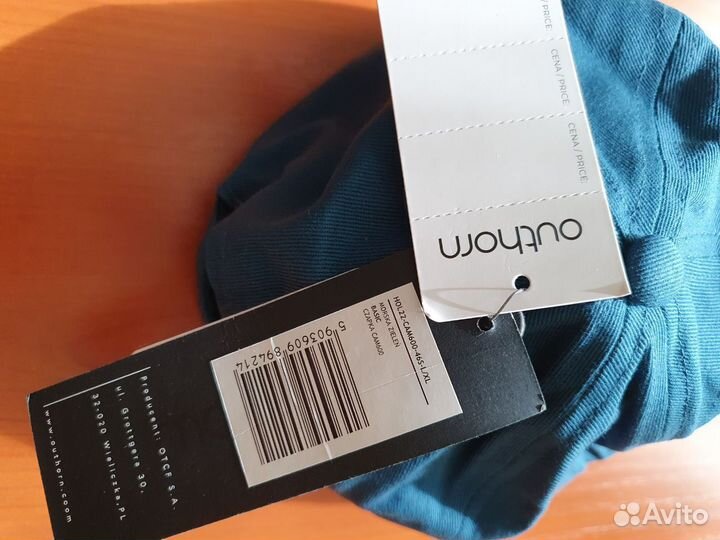 CENA / PRICE:
CENA / PRICE:
CENA / PRICE:
outhorn
HOL22-CAM600-46S-L/XL
MORSKA ZIELEŃ
BASIC
CZAPKA CAM600
5 903609 894214
Producent: OTCF S.A.
ul. Grottgera 30,
32-020 Wieliczka,PL
www.outhorn.com
Avito